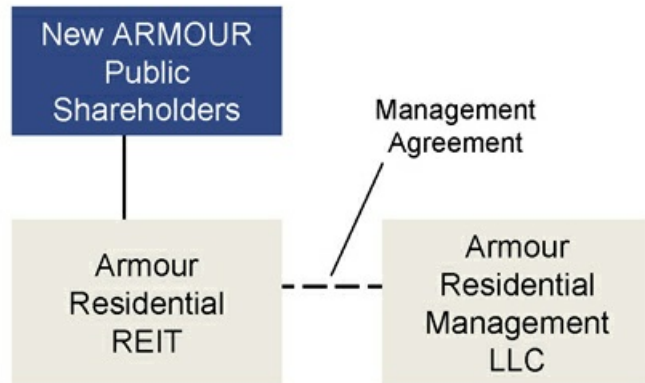 New ARMOUR
Public
Shareholders
Management
Agreement
Armour
Residential
REIT
Armour
Residential
Management
LLC